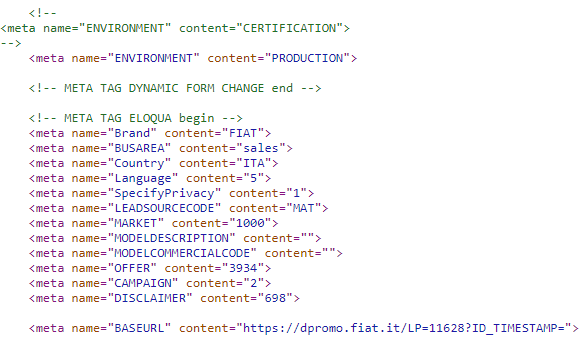 <!--
<meta name="ENVIRONMENT" content="CERTIFICATION">
-->
<meta name="ENVIRONMENT" content="PRODUCTION">
<!-- META TAG DYNAMIC FORM CHANGE end -->
<!-- META TAG ELOQUA begin -->
<meta name="Brand" content="FIAT">
<meta name="BUSAREA" content="sales">
<meta name="Country" content="ITA">
<meta name="Language" content="5">
<meta name="SpecifyPrivacy" content="1">
<meta name="LEADSOURCECODE" content="MAT">
<meta name="MARKET" content="1000">
<meta name="MODELDESCRIPTION" content="">
<meta name="MODELCOMMERCIALCODE" content="">
<meta name="OFFER" content="3934">
<meta name="CAMPAIGN" content="2">
<meta name="DISCLAIMER" content="698">
<meta name="BASEURL" content="https://dpromo.fiat.it/LP=11628?ID_TIMESTAMP=">